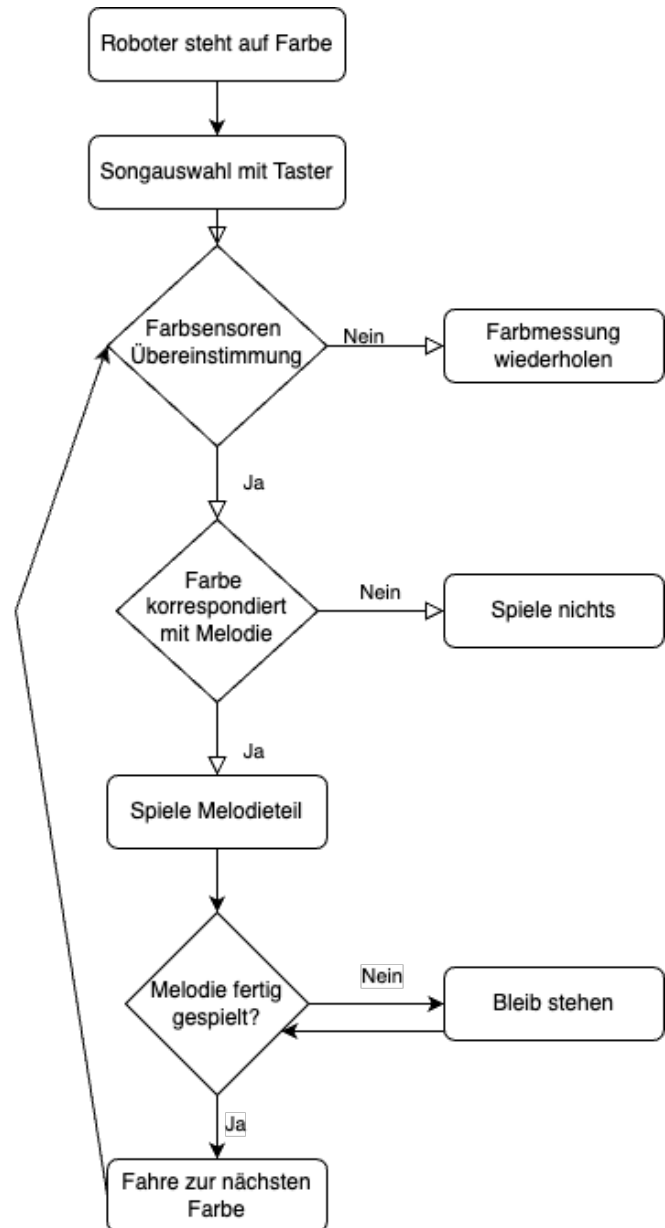 Roboter steht auf Farbe
Songauswahl mit Taster
Farbsensoren
Übereinstimmung
Nein
Farbmessung
wiederholen
Ja
Farbe
korrespondiert
mit Melodie
Nein
Spiele nichts
Ja
Spiele Melodieteil
Melodie fertig
gespielt?
Nein
Bleib stehen
Ja
Fahre zur nächsten
Farbe